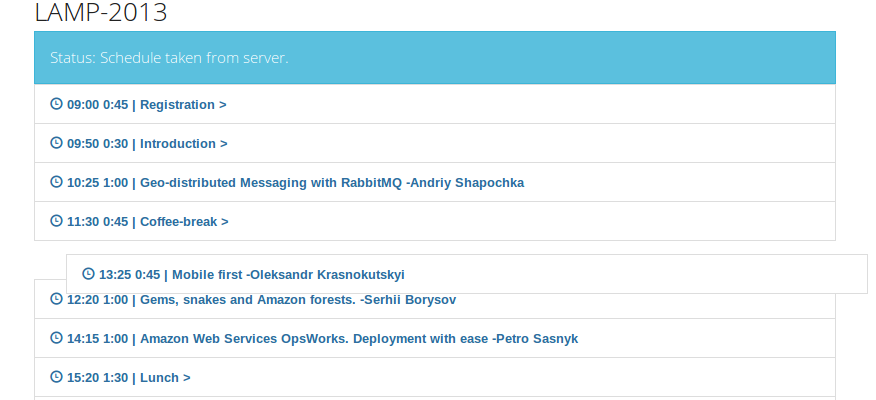 LAMP-2013
Status: Schedule taken from server.
09:00 0:45 | Registration >
09:50 0:30 | Introduction >
10:25 1:00 | Geo-distributed Messaging with RabbitMQ -Andriy Shapochka
11:30 0:45 | Coffee-break >
13:25 0:45 | Mobile first -Oleksandr Krasnokutskyi
12:20 1:00 | Gems, snakes and Amazon forests. -Serhii Borysov
14:15 1:00 | Amazon Web Services OpsWorks. Deployment with ease -Petro Sasnyk
15:20 1:30 | Lunch >